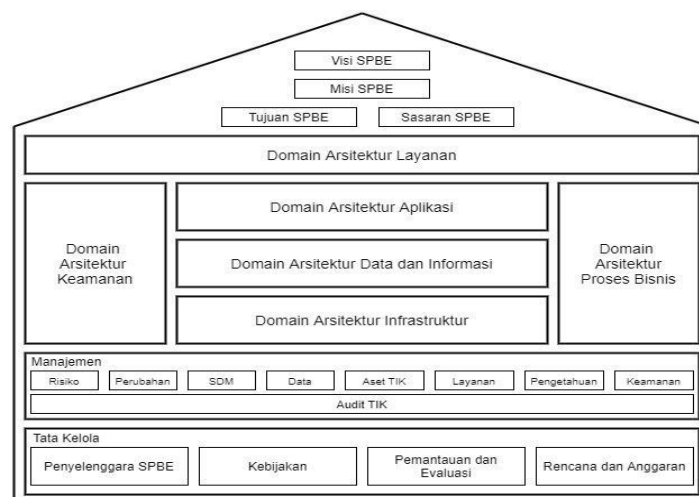 Visi SPBE
Misi SPBE
Tujuan SPBE
Sasaran SPBE
Domain Arsitektur Layanan
Domain
Arsitektur
Keamanan
Domain Arsitektur Aplikasi
Domain Arsitektur Data dan Informasi
Domain Arsitektur Infrastruktur
Domain
Arsitektur
Proses Bisnis
Manajemen
Risiko
Perubahan
SDM
Data
Aset TIK
Layanan
Pengetahuan
Keamanan
Audit TIK
Tata Kelola
Penyelenggara SPBE
Kebijakan
Pemantauan dan
Evaluasi
Rencana dan Anggaran